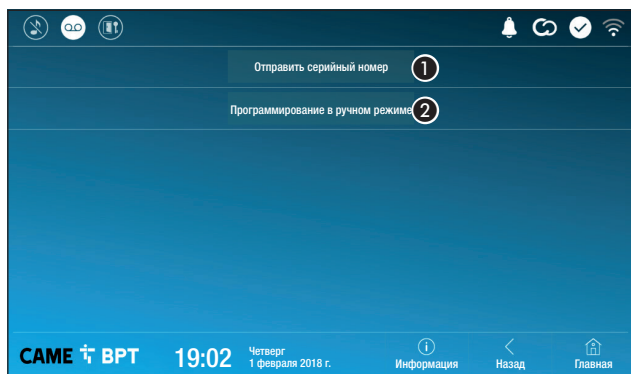 Отправить серийный номер 1
Программирование в ручном режиме 2
CAME BPT 19:02 Четверг
1 февраля 2018 г.
Информация Назад Главная